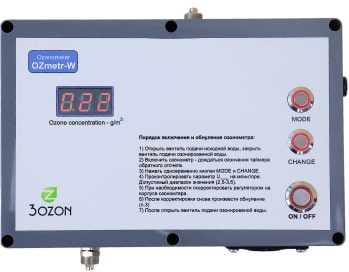 Ozonometer
OZmetr-W
0.22
Ozone concentration - g/m³
MODE
CHANGE
ON / OFF
Порядок включения и обнуление озонометра:
1) Открыть вентиль подачи исходной воды, закрыть
вентиль подачи озонированной воды.
2) Включить озонометр - дождаться окончания таймера
обратного отсчета.
3) Нажать одновременно кнопки MODE и CHANGE.
4) Проконтролировать параметр U на мониторе.
Допустимый диапазон значений (2.5-3.6).
5) При необходимости скорректировать регулятором на
корпусе озонометра.
6) После корректировки снова произвести обнуление
(п.3)
7) После открыть вентиль подачи озонированной воды.
3OZON